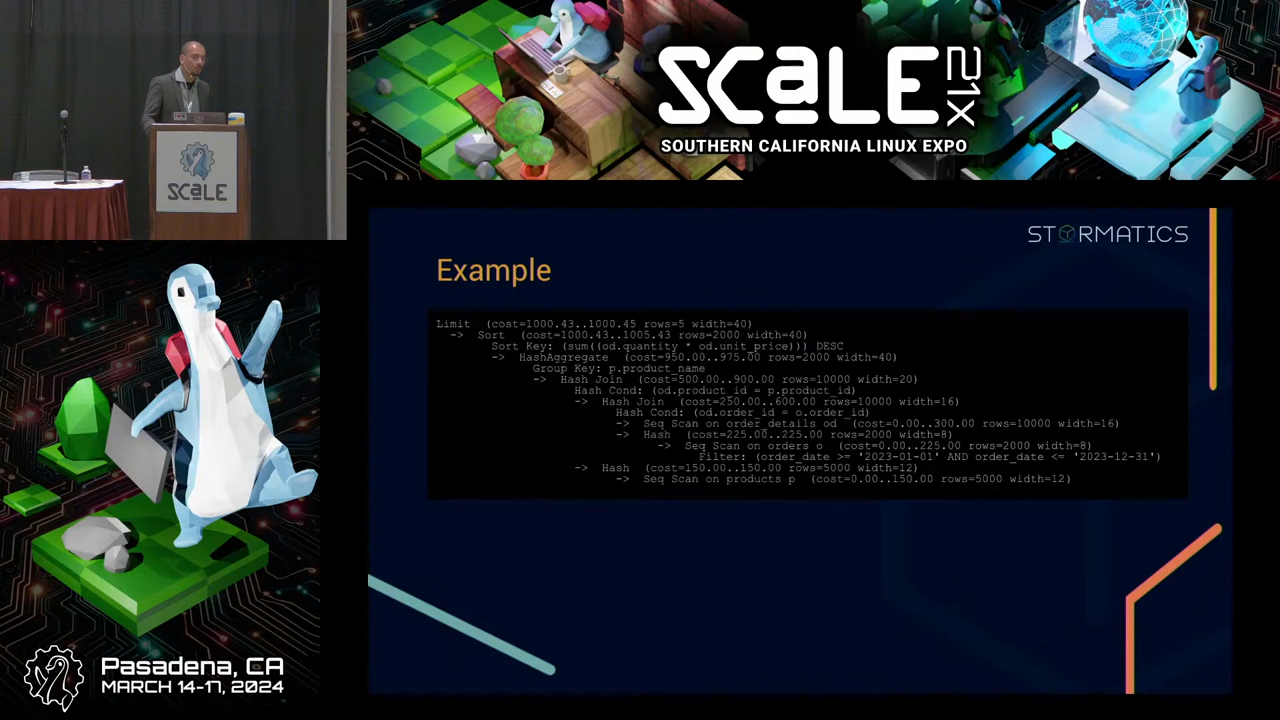 SCALE 21X
SOUTHERN CALIFORNIA LINUX EXPO
SCALE
STORMATICS
Example
Limit  (cost=1000.43..1000.45 rows=5 width=40)
-> Sort  (cost=1000.43..1005.43 rows=2000 width=40)
Sort Key: (sum((od.quantity * od.unit_price))) DESC
-> HashAggregate  (cost=950.00..975.00 rows=2000 width=40)
Group Key: p.product_name
-> Hash Join  (cost=500.00..900.00 rows=10000 width=20)
Hash Cond: (od.product_id = p.product_id)
-> Hash Join  (cost=250.00..600.00 rows=10000 width=16)
Hash Cond: (od.order_id = o.order_id)
-> Seq Scan on order_details od  (cost=0.00..300.00 rows=10000 width=16)
-> Hash  (cost=225.00..225.00 rows=2000 width=8)
-> Seq Scan on orders o  (cost=0.00..225.00 rows=2000 width=8)
Filter: (order_date >= '2023-01-01' AND order_date <= '2023-12-31')
-> Hash  (cost=150.00..150.00 rows=5000 width=12)
-> Seq Scan on products p  (cost=0.00..150.00 rows=5000 width=12)
Pasadena, CA
MARCH 14-17, 2024